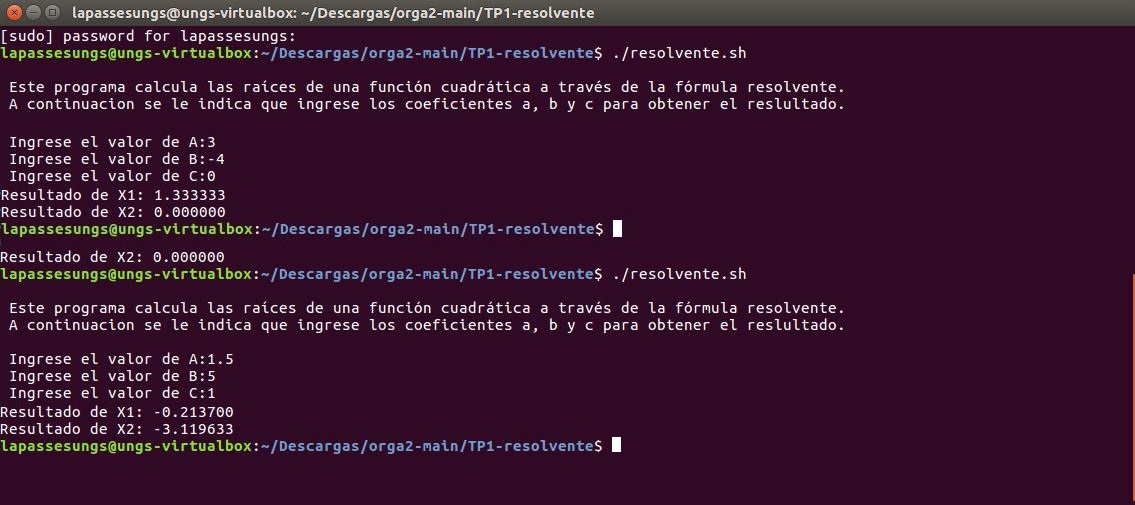 lapassesungs@ungs-virtualbox: ~/Descargas/orga2-main/TP1-resolvente
[sudo] password for lapassesungs:
lapassesungs@ungs-virtualbox:~/Descargas/orga2-main/TP1-resolvente$ ./resolvente.sh
Este programa calcula las raíces de una función cuadrática a través de la fórmula resolvente.
A continuacion se le indica que ingrese los coeficientes a, b y c para obtener el reslultado.
Ingrese el valor de A:3
Ingrese el valor de B:-4
Ingrese el valor de C:0
Resultado de X1: 1.333333
Resultado de X2: 0.000000
lapassesungs@ungs-virtualbox:~/Descargas/orga2-main/TP1-resolvente$
Resultado de X2: 0.000000
lapassesungs@ungs-virtualbox:~/Descargas/orga2-main/TP1-resolvente$ ./resolvente.sh
Este programa calcula las raíces de una función cuadrática a través de la fórmula resolvente.
A continuacion se le indica que ingrese los coeficientes a, b y c para obtener el reslultado.
Ingrese el valor de A:1.5
Ingrese el valor de B:5
Ingrese el valor de C:1
Resultado de X1: -0.213700
Resultado de X2: -3.119633
lapassesungs@ungs-virtualbox:~/Descargas/orga2-main/TP1-resolvente$